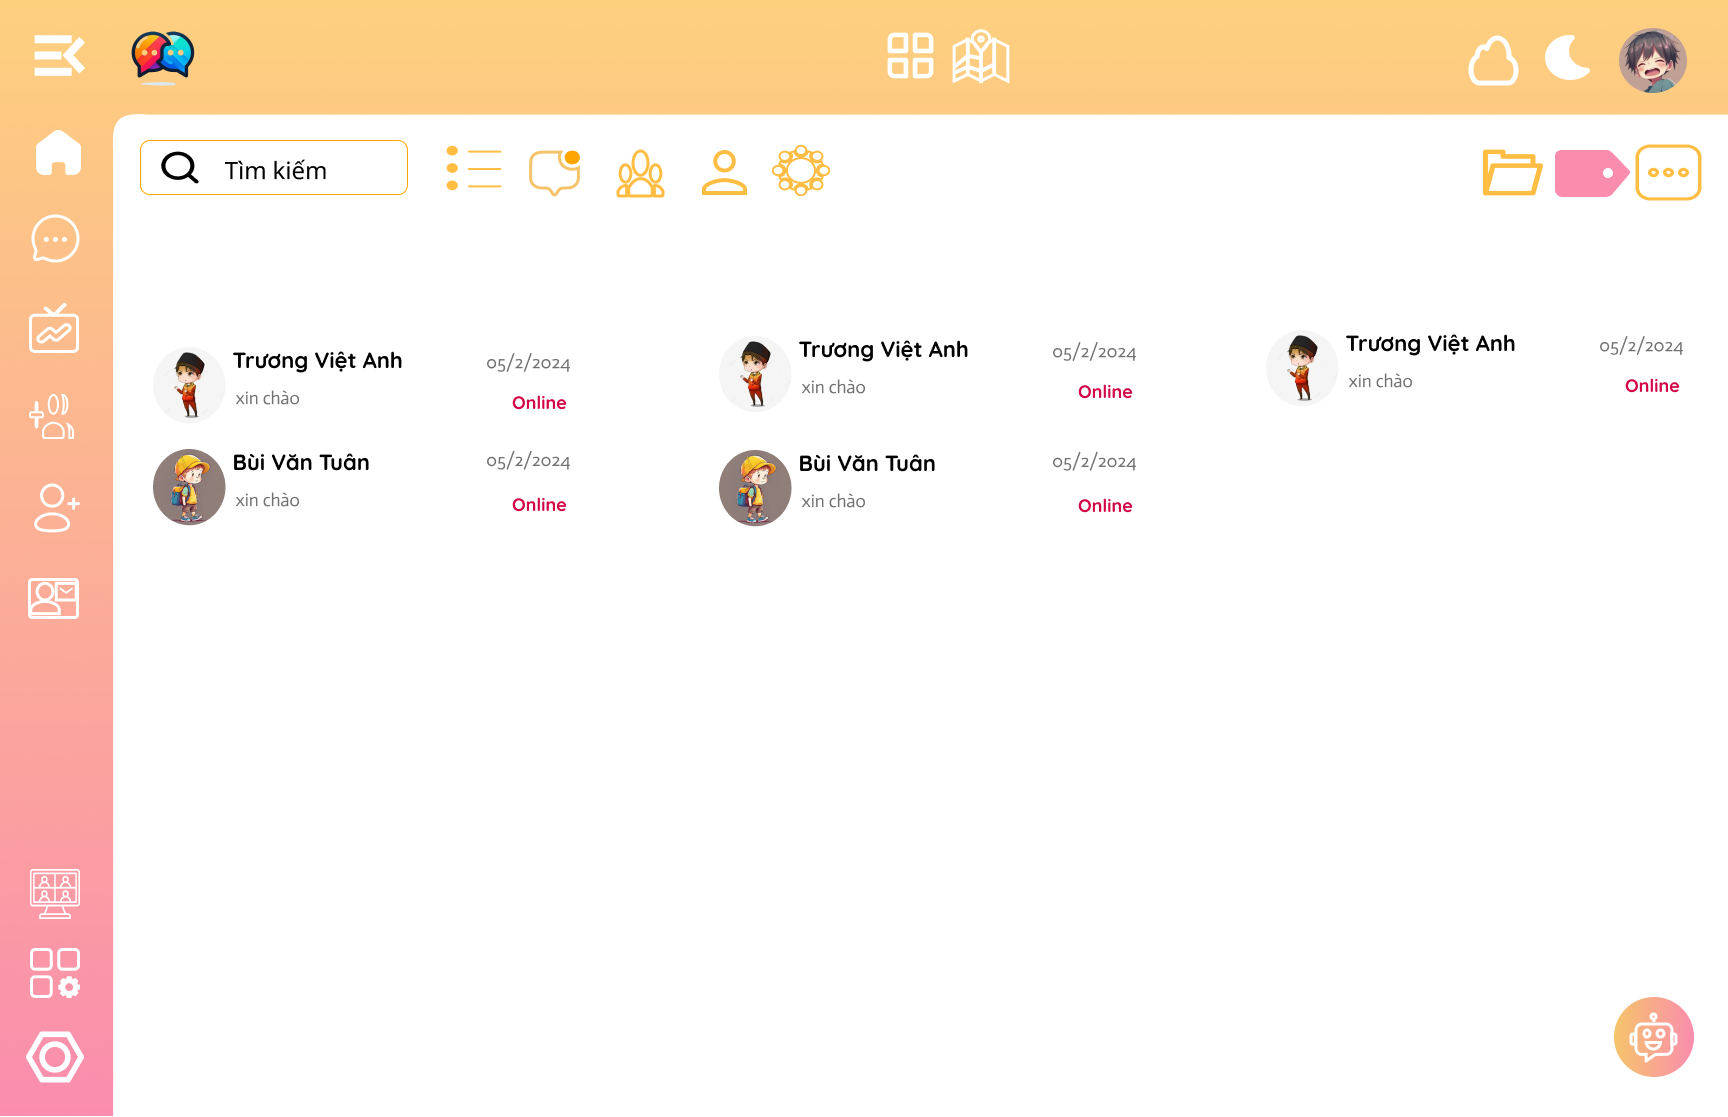 Tìm kiếm
Trương Việt Anh
05/2/2024
xin chào
Online
Trương Việt Anh
05/2/2024
xin chào
Online
Trương Việt Anh
05/2/2024
xin chào
Online
Bùi Văn Tuân
05/2/2024
xin chào
Online
Bùi Văn Tuân
05/2/2024
xin chào
Online